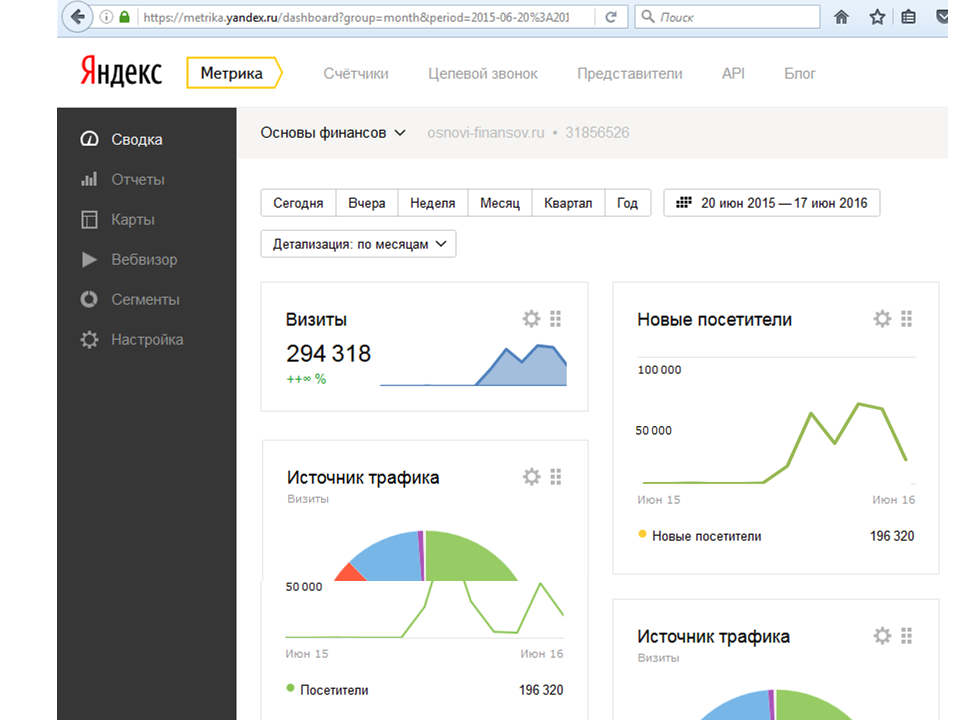 https://metrika.yandex.ru/dashboard?group=month&period=2015-06-20%3A201
Поиск
Яндекс
Метрика
Счётчики
Целевой звонок
Представители
API
Блог
Сводка
Отчеты
Карты
Вебвизор
Сегменты
Настройка
Основы финансов
osnovi-finansov.ru • 31856526
Сегодня
Вчера
Неделя
Месяц
Квартал
Год
20 июн 2015 — 17 июн 2016
Детализация: по месяцам
Визиты
294 318
++∞ %
Новые посетители
100 000
50 000
Июн 15
Июн 16
Новые посетители
196 320
Источник трафика
Визиты
50 000
Июн 15
Июн 16
Посетители
196 320
Источник трафика
Визиты